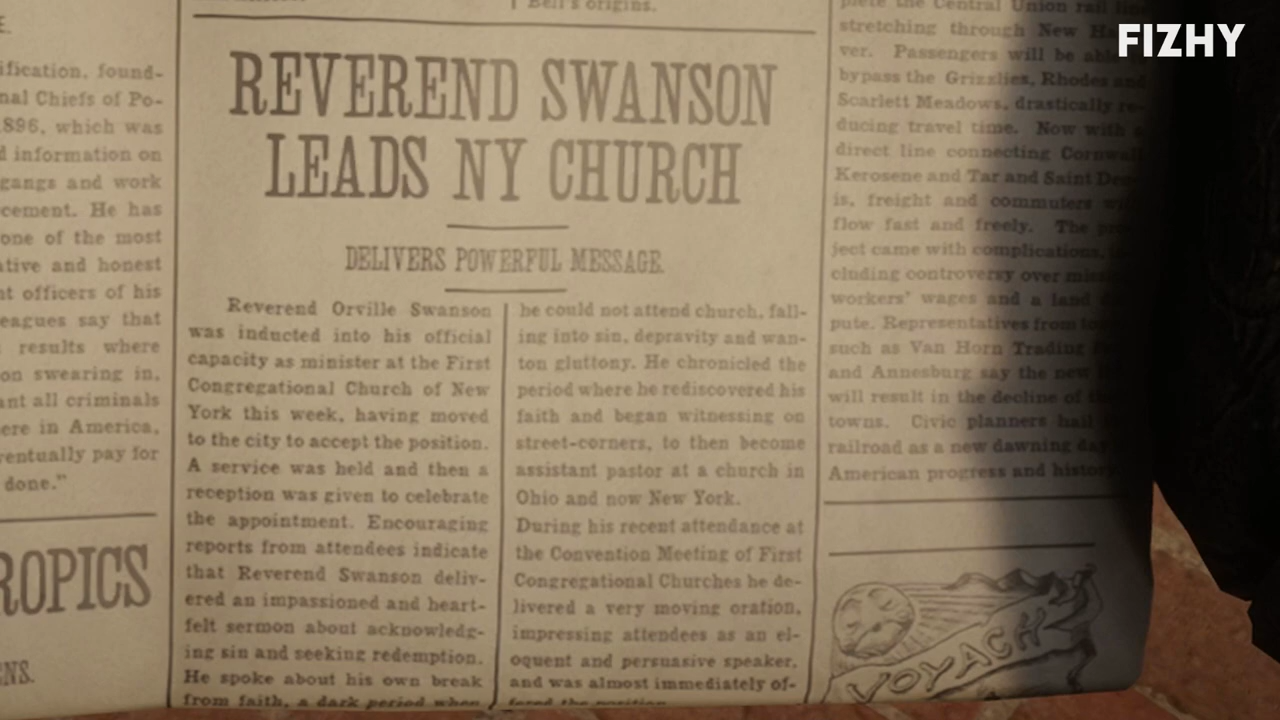 E.
ification, found-
nal Chiefs of Po-
1896, which was
d information on
gangs and work
cement. He has
one of the most
ative and honest
nt officers of his
eagues say that
results where
on swearing in,
ant all criminals
ere in America,
ventually pay for
done."
ROPICS
NS.
Bell's origins.
REVEREND SWANSON
LEADS NY CHURCH
DELIVERS POWERFUL MESSAGE.
Reverend Orville Swanson
was inducted into his official
capacity as minister at the First
Congregational Church of New
York this week, having moved
to the city to accept the position.
A service was held and then a
reception was given to celebrate
the appointment. Encouraging
reports from attendees indicate
that Reverend Swanson deliv-
ered an impassioned and heart-
felt sermon about acknowledg-
ing sin and seeking redemption.
He spoke about his own break
from faith, a dark period when
he could not attend church, fall-
ing into sin, depravity and wan-
ton gluttony. He chronicled the
period where he rediscovered his
faith and began witnessing on
street-corners, to then become
assistant pastor at a church in
Ohio and now New York.
During his recent attendance at
the Convention Meeting of First
Congregational Churches he de-
livered a very moving oration,
impressing attendees as an el-
oquent and persuasive speaker,
and was almost immediately of-
fered the position.
plete the Central Union rail line
stretching through New Ha
ver. Passengers will be able
bypass the Grizzlies, Rhodes and
Scarlett Meadows, drastically re-
ducing travel time. Now with a
direct line connecting Cornwall
Kerosene and Tar and Saint Den-
is, freight and commuters will
flow fast and freely. The pro-
ject came with complications, in-
cluding controversy over
workers' wages and a land
pute. Representatives from
such as Van Horn Trading
and Annesburg say the new
will result in the decline of
towns. Civic planners hail
railroad as a new dawning day
American progress and history.
VOYACH
FIZHY